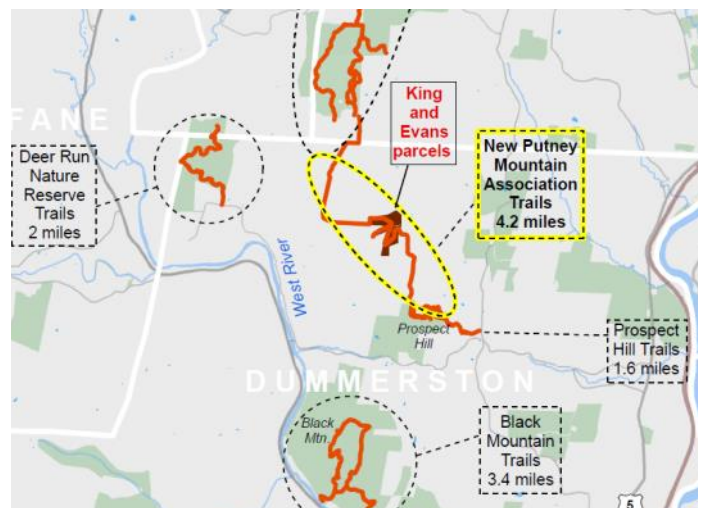 FANE
Deer Run
Nature
Reserve
Trails
2 miles
King
and
Evans
parcels
New Putney
Mountain
Association
Trails
4.2 miles
West River
Prospect
Hill
Prospect
Hill Trails
1.6 miles
DUMMERSTON
Black
Mtn.
Black
Mountain
Trails
3.4 miles
5